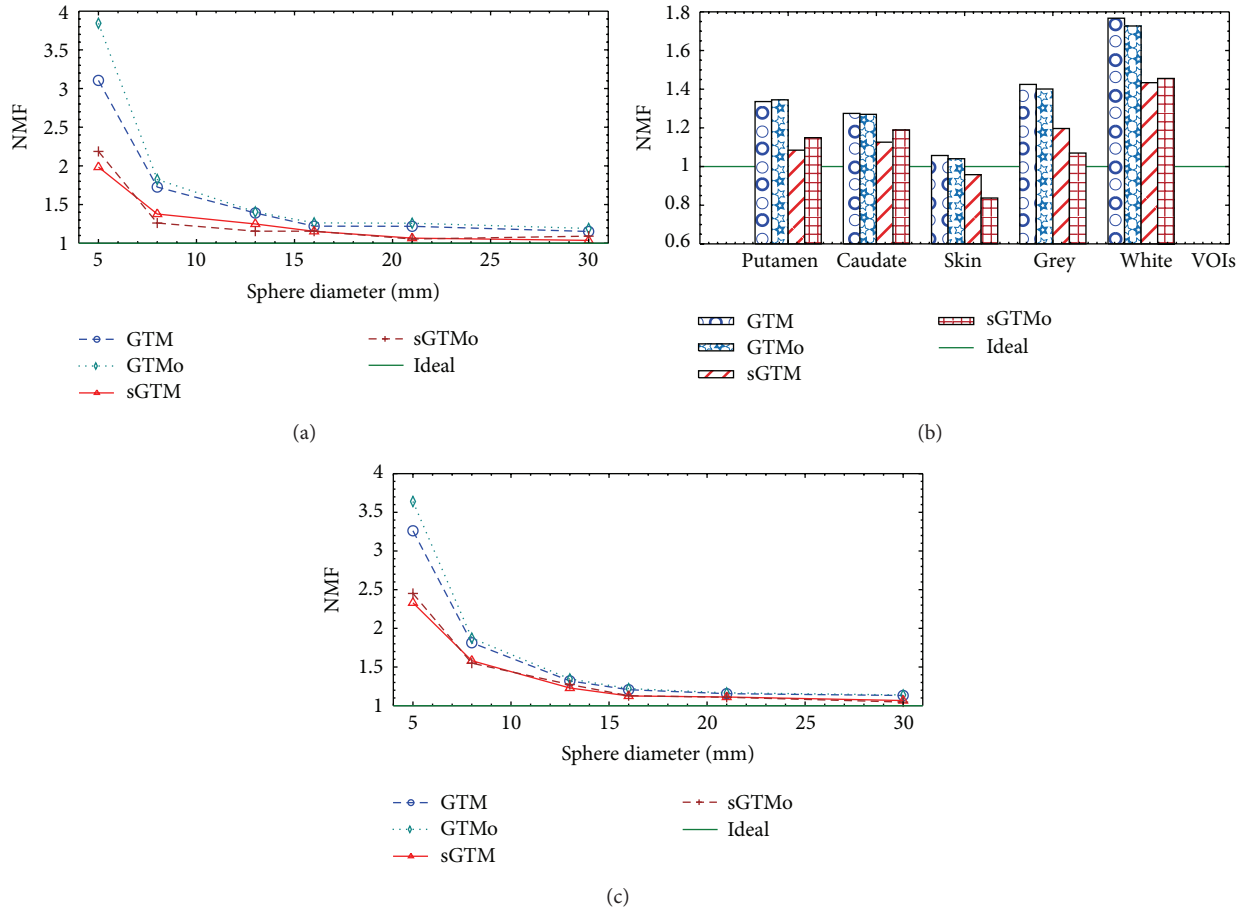 4
3.5
3
2.5
2
1.5
1
NMF
5
10
15
20
25
30
Sphere diameter (mm)
GTM
GTMo
sGTM
sGTMo
Ideal
(a)
1.8
1.6
1.4
1.2
1
0.8
0.6
NMF
Putamen
Caudate
Skin
Grey
White
VOIs
GTM
GTMo
sGTM
sGTMo
Ideal
(b)
4
3.5
3
2.5
2
1.5
1
NMF
5
10
15
20
25
30
Sphere diameter (mm)
GTM
GTMo
sGTM
sGTMo
Ideal
(c)